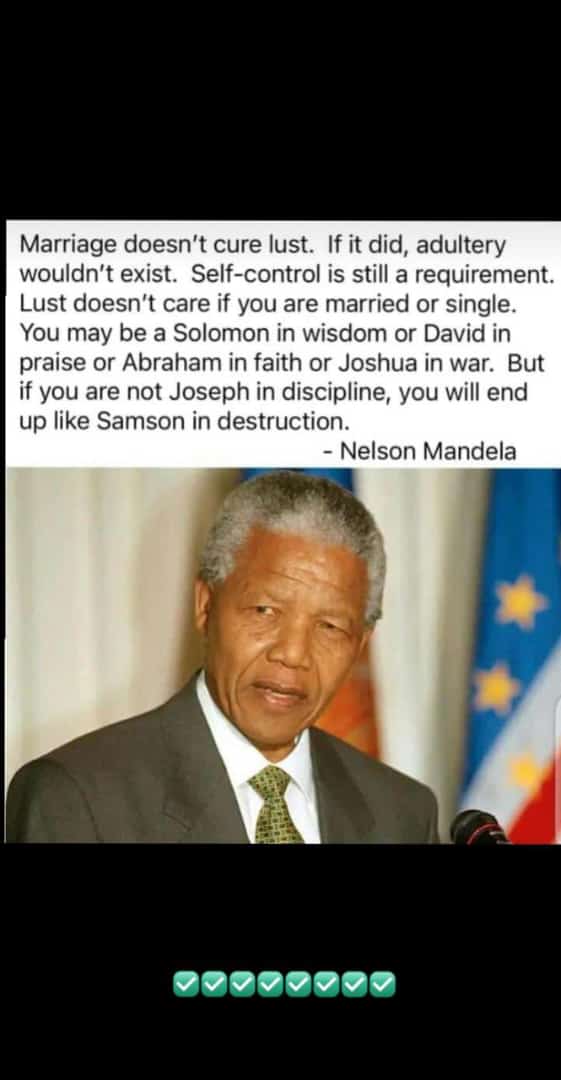 Marriage doesn't cure lust.  If it did, adultery
wouldn't exist.  Self-control is still a requirement.
Lust doesn't care if you are married or single.
You may be a Solomon in wisdom or David in
praise or Abraham in faith or Joshua in war.  But
if you are not Joseph in discipline, you will end
up like Samson in destruction.
- Nelson Mandela